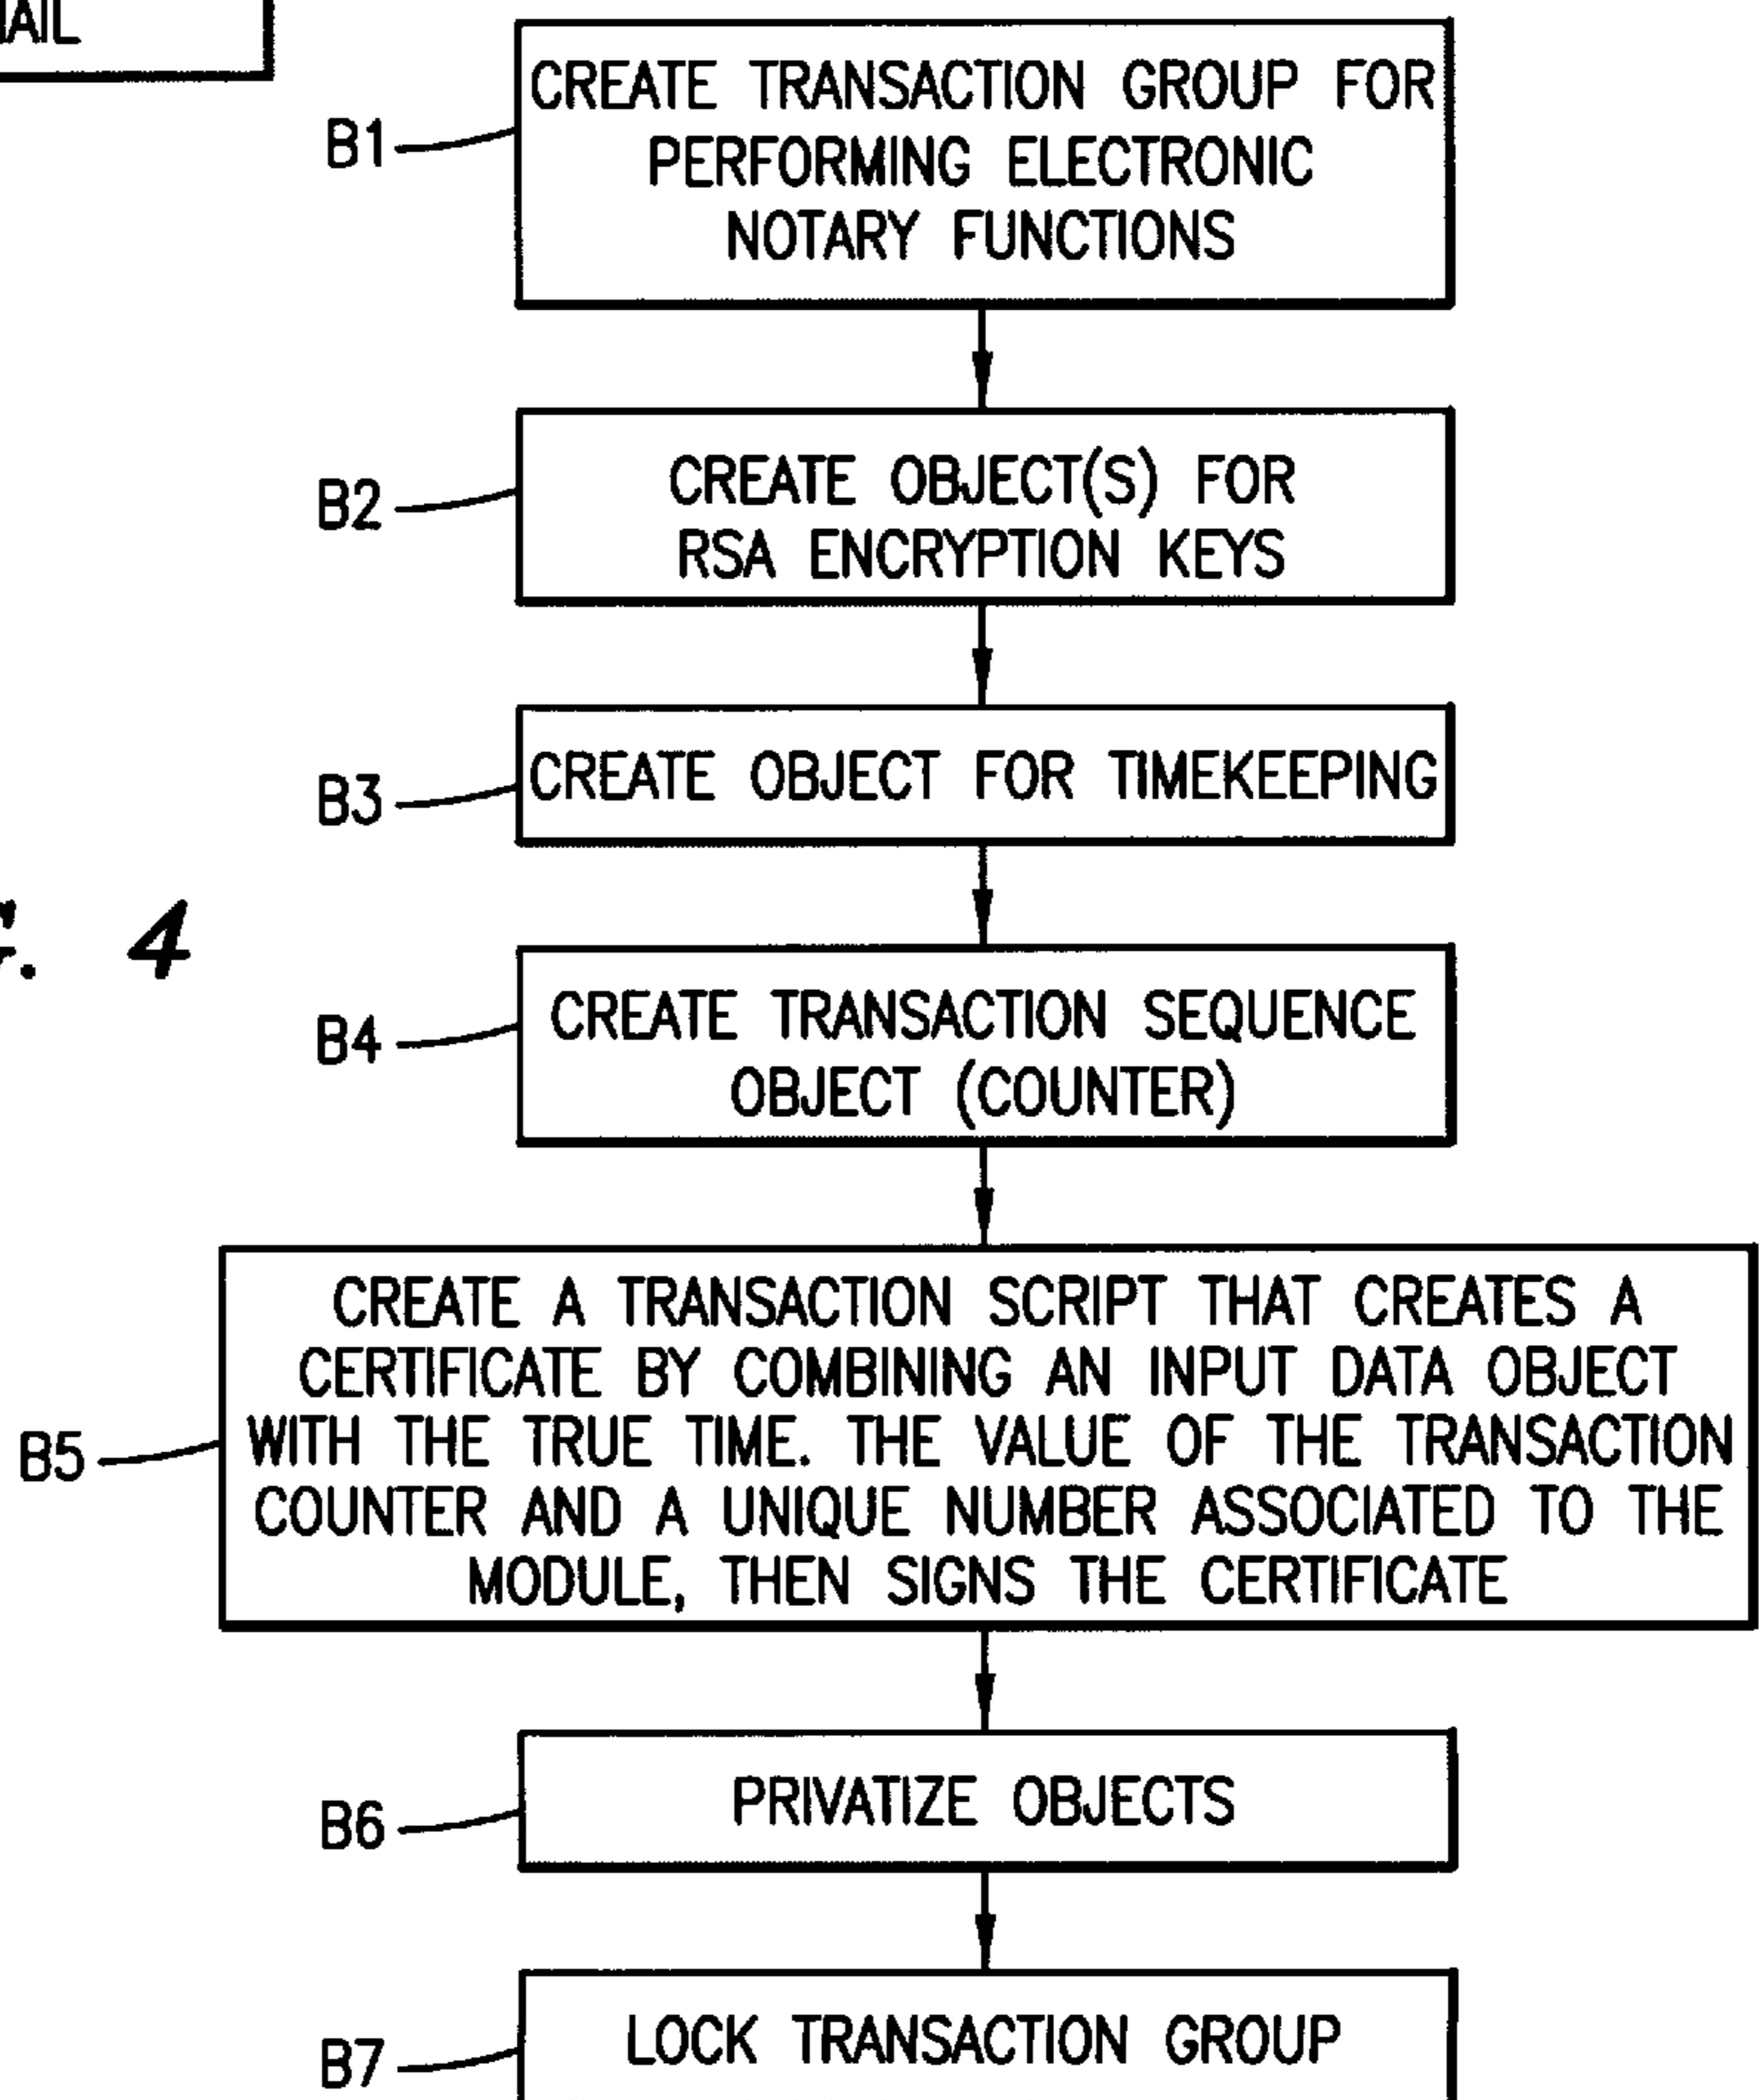 CREATE TRANSACTION GROUP FOR
PERFORMING ELECTRONIC
NOTARY FUNCTIONS
B1
CREATE OBJECT(S) FOR
RSA ENCRYPTION KEYS
B2
CREATE OBJECT FOR TIMEKEEPING
B3
4
CREATE TRANSACTION SEQUENCE
OBJECT (COUNTER)
B4
CREATE A TRANSACTION SCRIPT THAT CREATES A
CERTIFICATE BY COMBINING AN INPUT DATA OBJECT
WITH THE TRUE TIME. THE VALUE OF THE TRANSACTION
COUNTER AND A UNIQUE NUMBER ASSOCIATED TO THE
MODULE, THEN SIGNS THE CERTIFICATE
B5
PRIVATIZE OBJECTS
B6
LOCK TRANSACTION GROUP
B7